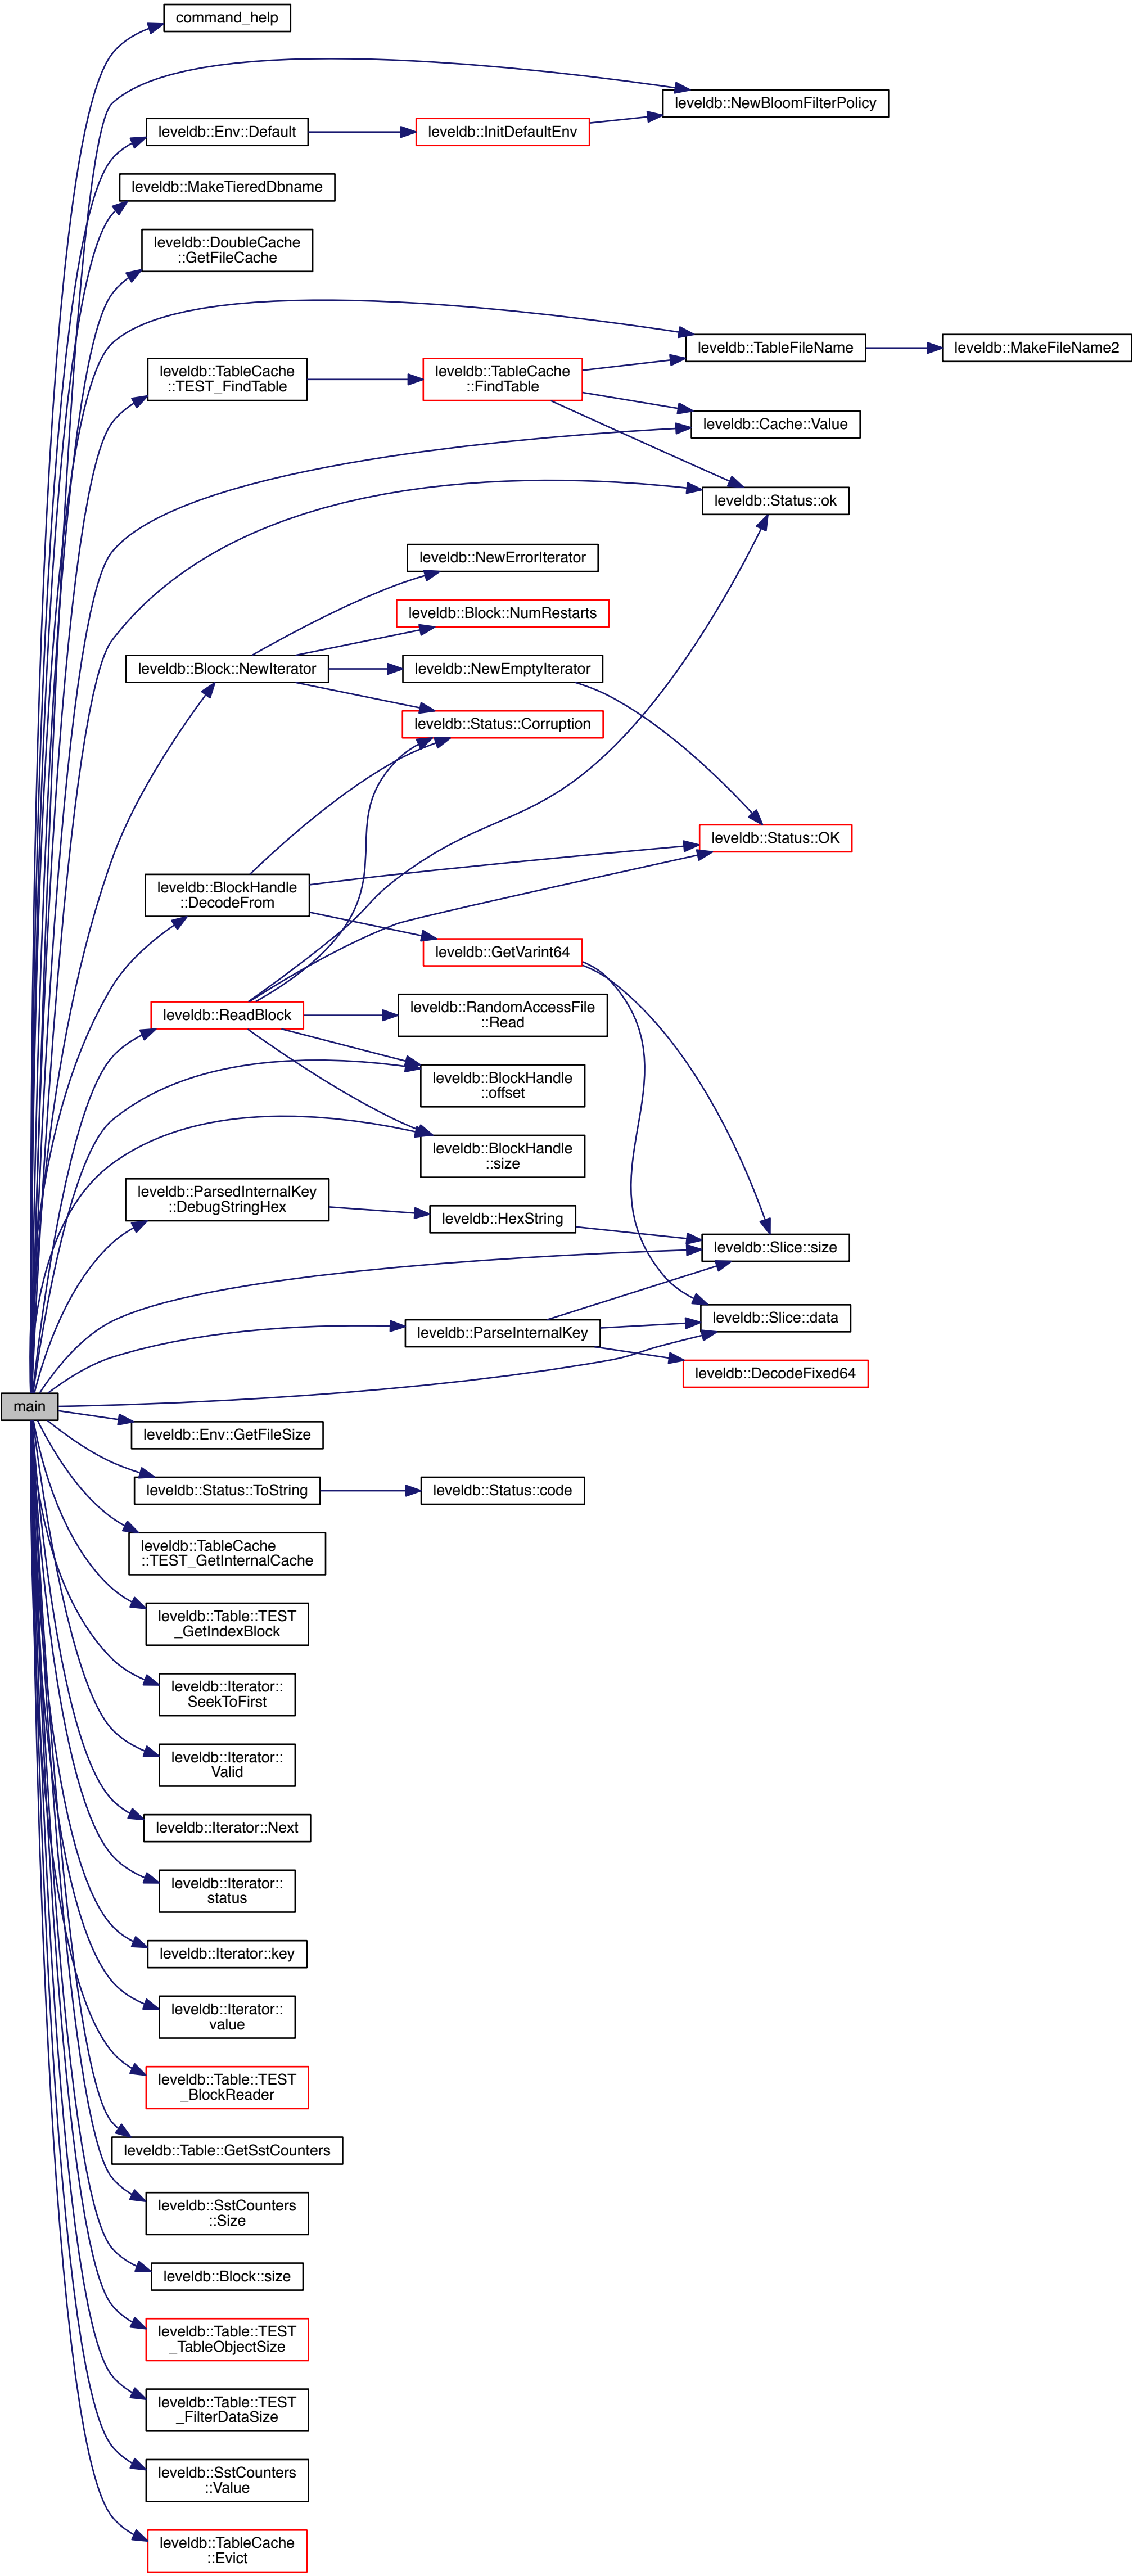 command_help
leveldb::NewBloomFilterPolicy
leveldb::Env::Default
leveldb::InitDefaultEnv
leveldb::MakeTieredDbname
leveldb::DoubleCache
::GetFileCache
leveldb::TableFileName
leveldb::MakeFileName2
leveldb::TableCache
::TEST_FindTable
leveldb::TableCache
::FindTable
leveldb::Cache::Value
leveldb::Status::ok
leveldb::NewErrorIterator
leveldb::Block::NumRestarts
leveldb::Block::NewIterator
leveldb::NewEmptyIterator
leveldb::Status::Corruption
leveldb::Status::OK
leveldb::BlockHandle
::DecodeFrom
leveldb::GetVarint64
leveldb::ReadBlock
leveldb::RandomAccessFile
::Read
leveldb::BlockHandle
::offset
leveldb::BlockHandle
::size
leveldb::ParsedInternalKey
::DebugStringHex
leveldb::HexString
leveldb::Slice::size
leveldb::Slice::data
leveldb::ParseInternalKey
leveldb::DecodeFixed64
main
leveldb::Env::GetFileSize
leveldb::Status::ToString
leveldb::Status::code
leveldb::TableCache
::TEST_GetInternalCache
leveldb::Table::TEST
_GetIndexBlock
leveldb::Iterator::
SeekToFirst
leveldb::Iterator::
Valid
leveldb::Iterator::Next
leveldb::Iterator::
status
leveldb::Iterator::key
leveldb::Iterator::
value
leveldb::Table::TEST
_BlockReader
leveldb::Table::GetSstCounters
leveldb::SstCounters
::Size
leveldb::Block::size
leveldb::Table::TEST
_TableObjectSize
leveldb::Table::TEST
_FilterDataSize
leveldb::SstCounters
::Value
leveldb::TableCache
::Evict